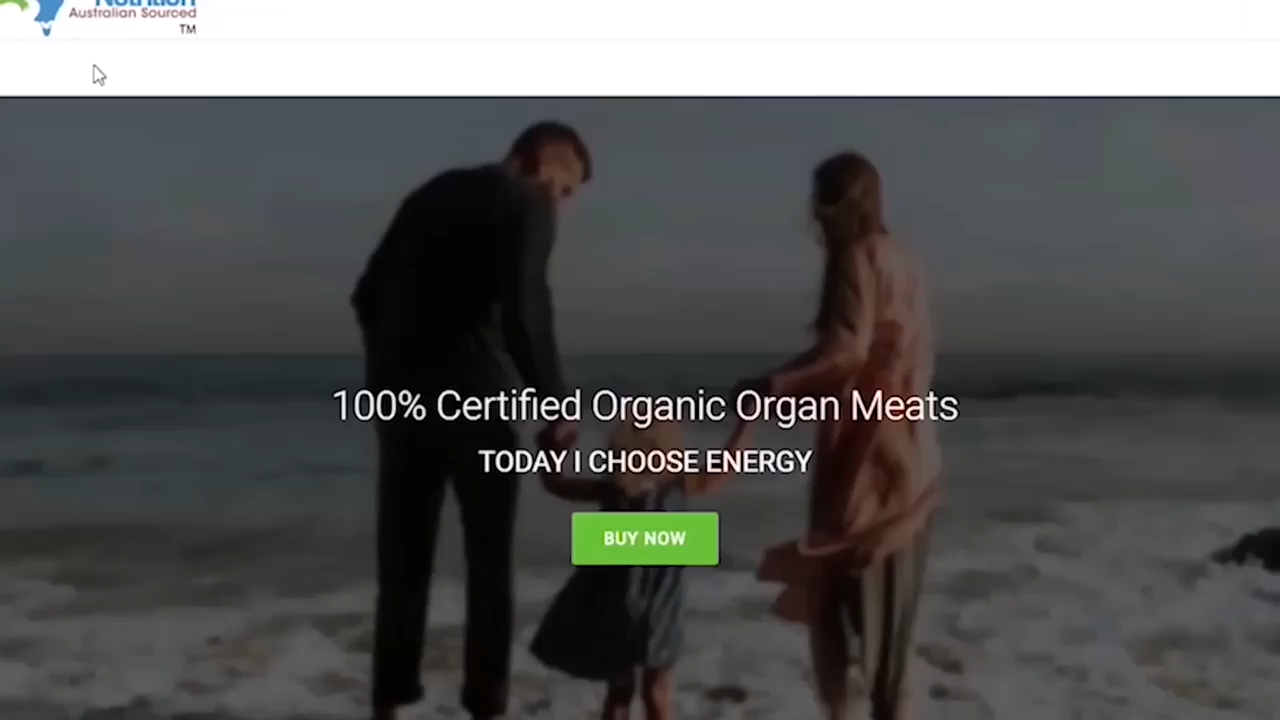 Nutrition
Australian Sourced
TM
100% Certified Organic Organ Meats
TODAY I CHOOSE ENERGY
BUY NOW